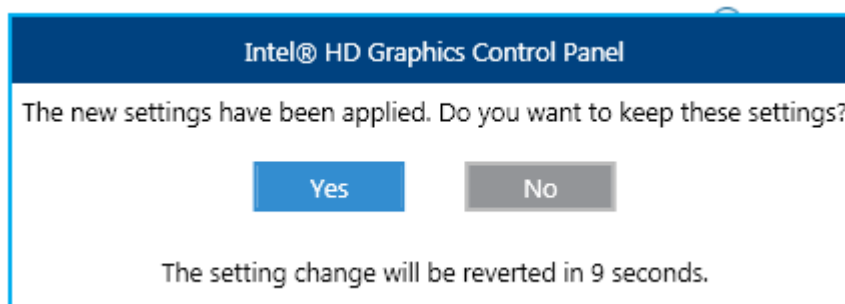 Intel® HD Graphics Control Panel
The new settings have been applied. Do you want to keep these settings?
Yes No
The setting change will be reverted in 9 seconds.